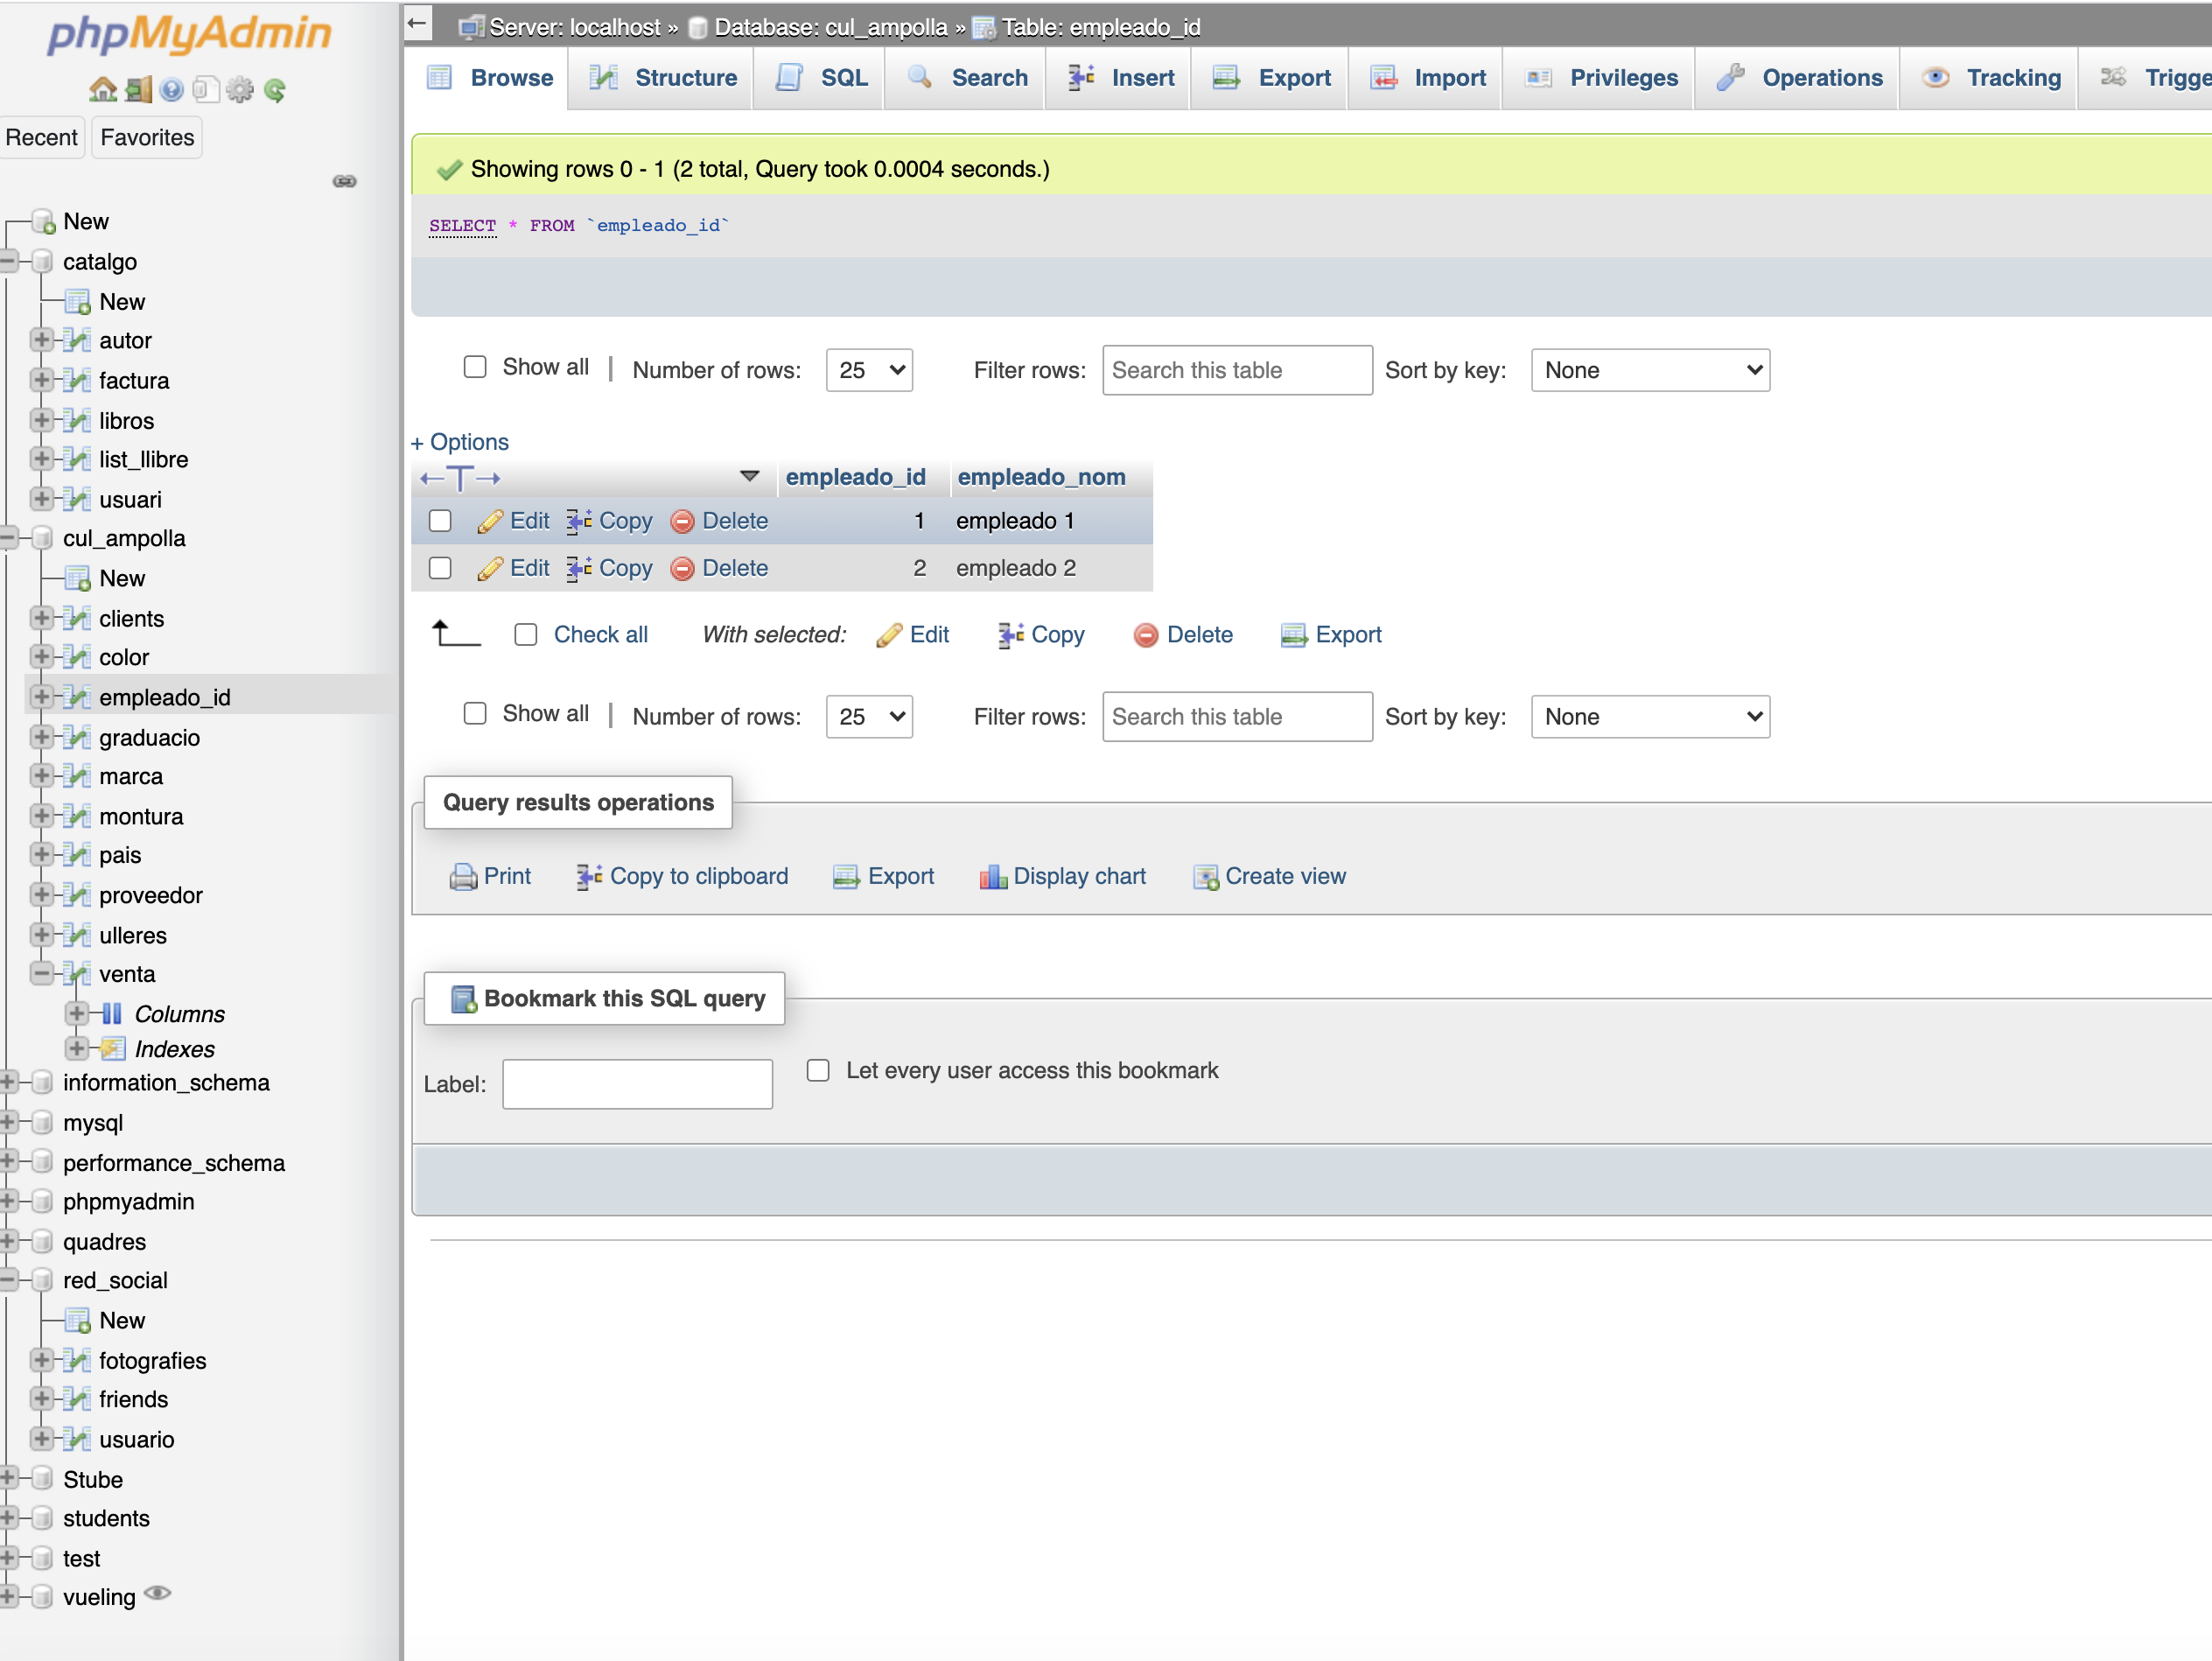 phpMyAdmin
Recent Favorites
New
catalgo
New
autor
factura
libros
list_llibre
usuari
cul_ampolla
New
clients
color
empleado_id
graduacio
marca
montura
pais
proveedor
ulleres
venta
Columns
Indexes
information_schema
mysql
performance_schema
phpmyadmin
quadres
red_social
New
fotografies
friends
usuario
Stube
students
test
vueling
Server: localhost » Database: cul_ampolla » Table: empleado_id
Browse Structure SQL Search Insert Export Import Privileges Operations Tracking Trigge
Showing rows 0 - 1 (2 total, Query took 0.0004 seconds.)
SELECT * FROM `empleado_id`
Show all | Number of rows: 25 Filter rows: Search this table Sort by key: None
+ Options
←T→ empleado_id empleado_nom
Edit Copy Delete 1 empleado 1
Edit Copy Delete 2 empleado 2
Check all With selected: Edit Copy Delete Export
Show all | Number of rows: 25 Filter rows: Search this table Sort by key: None
Query results operations
Print Copy to clipboard Export Display chart Create view
Bookmark this SQL query
Label: Let every user access this bookmark